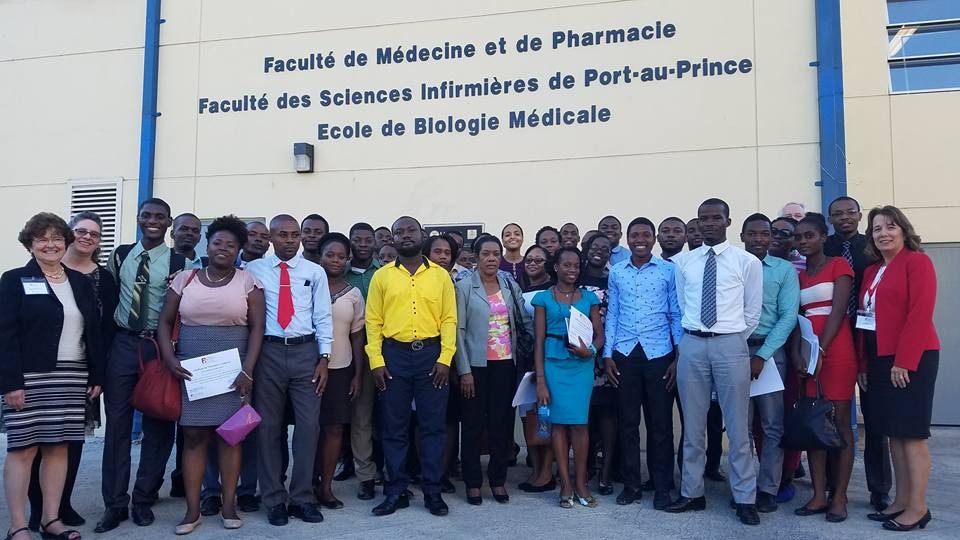 Faculté de Médecine et de Pharmacie
Faculté des Sciences Infirmières de Port-au-Prince
Ecole de Biologie Médicale